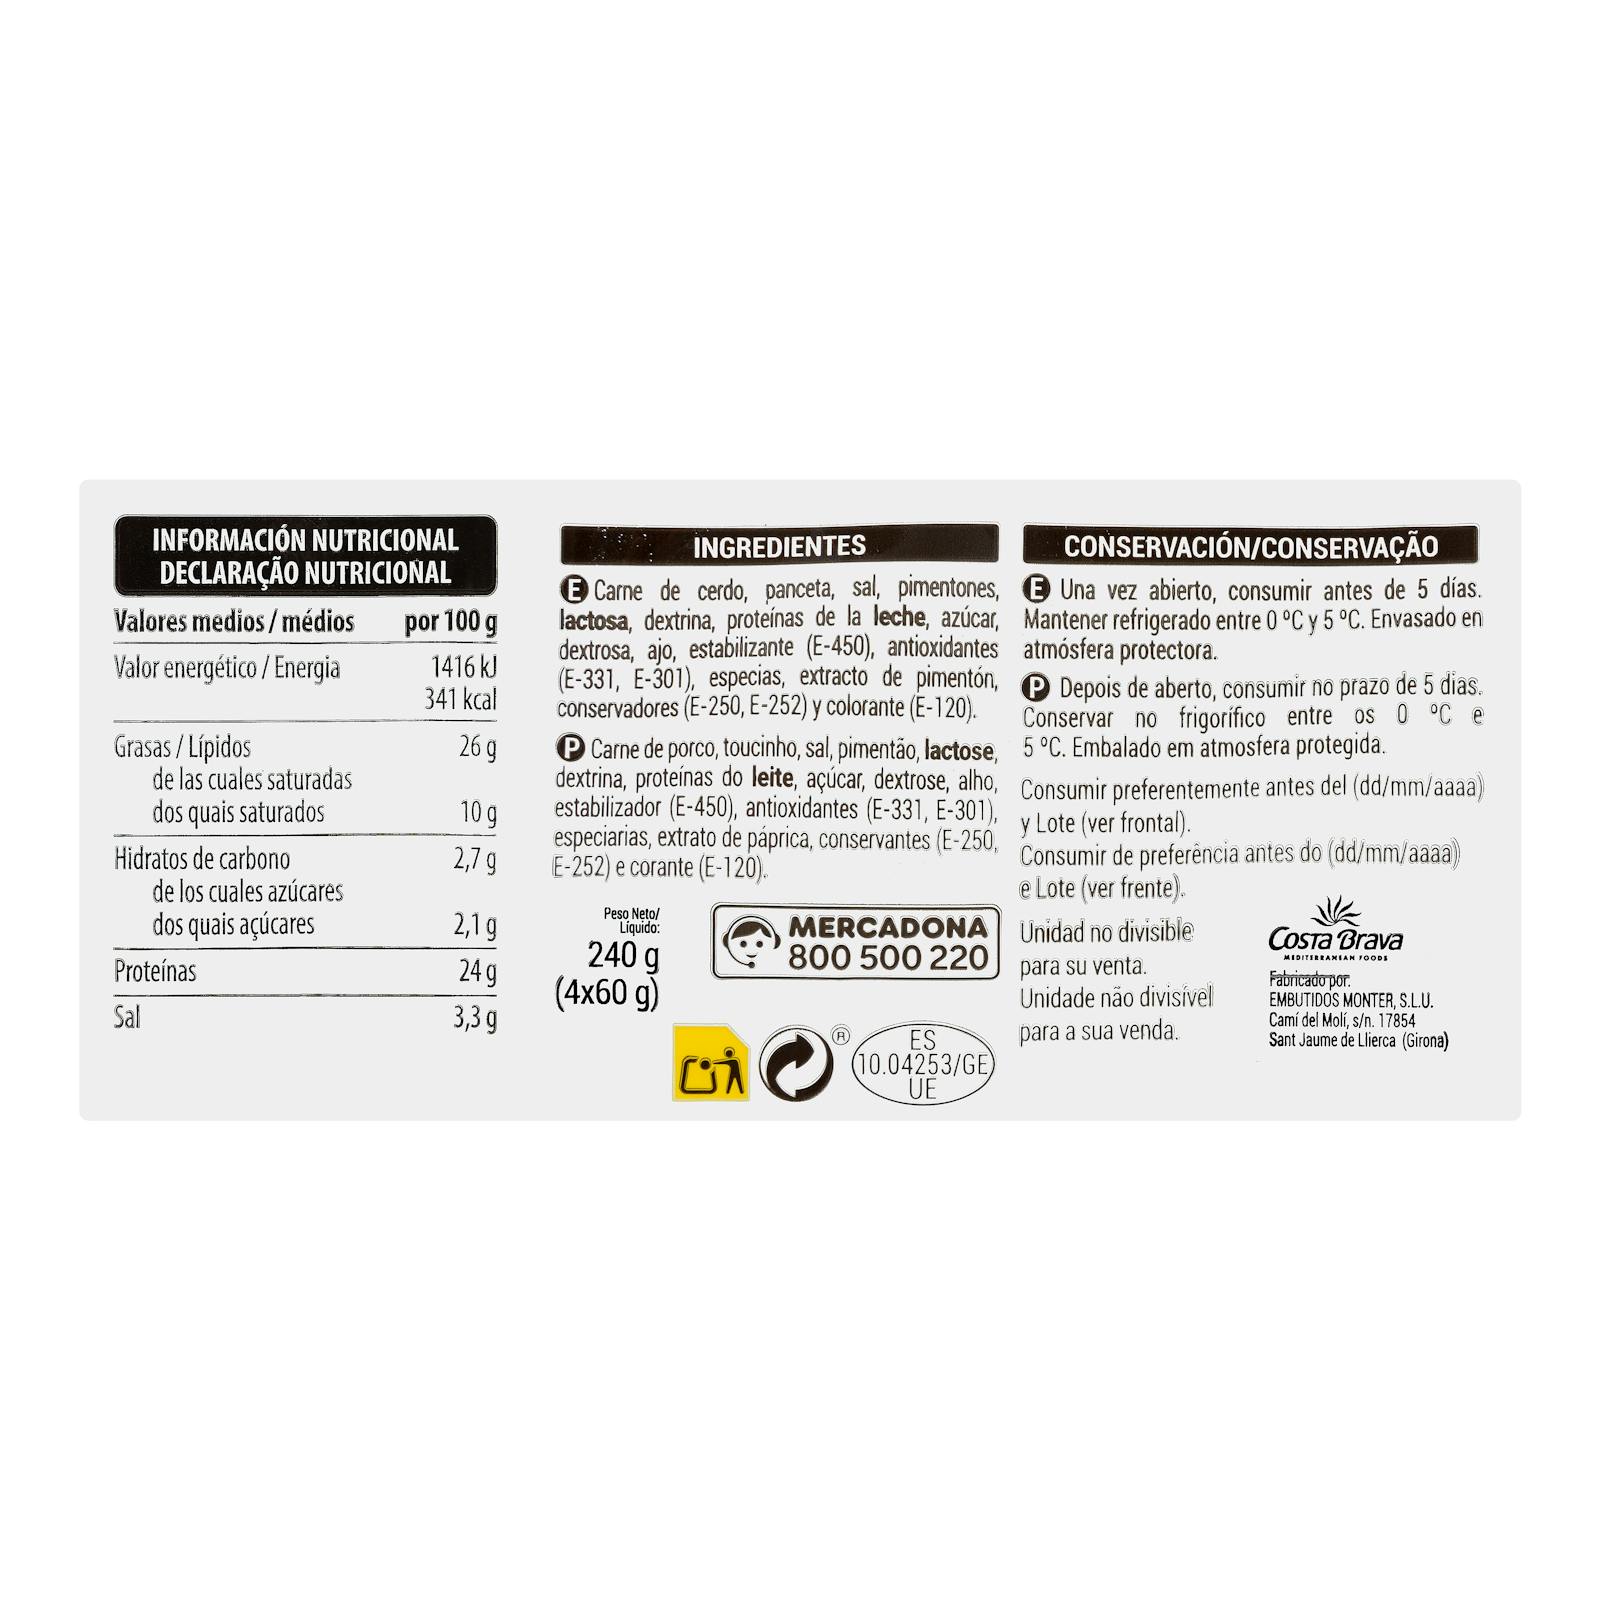 INFORMACIÓN NUTRICIONAL
DECLARAÇÃO NUTRICIONAL
Valores medios / médios por 100 g
Valor energético / Energia 1416 kJ
341 kcal
Grasas / Lípidos 26 g
de las cuales saturadas
dos quais saturados 10 g
Hidratos de carbono 2,7 g
de los cuales azúcares
dos quais açúcares 2,1 g
Proteínas 24 g
Sal 3,3 g
INGREDIENTES
E Carne de cerdo, panceta, sal, pimentones,
lactosa, dextrina, proteínas de la leche, azúcar,
dextrosa, ajo, estabilizante (E-450), antioxidantes
(E-331, E-301), especias, extracto de pimentón,
conservadores (E-250, E-252) y colorante (E-120).
P Carne de porco, toucinho, sal, pimentão, lactose,
dextrina, proteínas do leite, açúcar, dextrose, alho,
estabilizador (E-450), antioxidantes (E-331, E-301),
especiarias, extrato de páprica, conservantes (E-250,
E-252) e corante (E-120).
Peso Neto/
Líquido:
240 g
(4x60 g)
MERCADONA
800 500 220
®
ES
10.04253/GE
UE
CONSERVACIÓN/CONSERVAÇÃO
E Una vez abierto, consumir antes de 5 días.
Mantener refrigerado entre 0 ºC y 5 ºC. Envasado en
atmósfera protectora.
P Depois de aberto, consumir no prazo de 5 dias.
Conservar no frigorífico entre os 0 ºC e
5 ºC. Embalado em atmosfera protegida.
Consumir preferentemente antes del (dd/mm/aaaa)
y Lote (ver frontal).
Consumir de preferência antes do (dd/mm/aaaa)
e Lote (ver frente).
Unidad no divisible
para su venta.
Unidade não divisível
para a sua venda.
Costa Brava
MEDITERRANEAN FOODS
Fabricado por:
EMBUTIDOS MONTER, S.L.U.
Camí del Molí, s/n. 17854
Sant Jaume de Llierca (Girona)